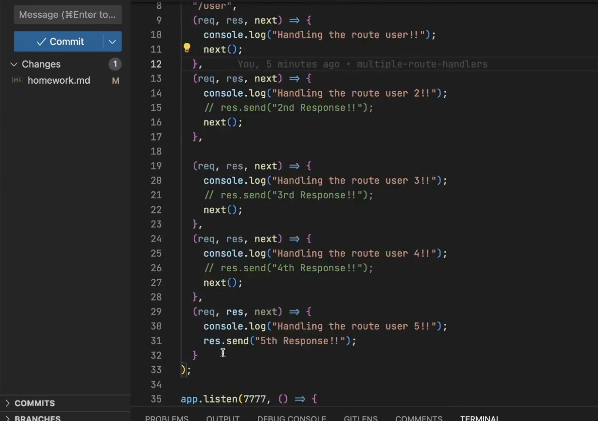 Message (⌘Enter to...
✓ Commit
Changes 1
homework.md M
COMMITS
BRANCHES
8 "/user",
9 (req, res, next) => {
10 console.log("Handling the route user!!");
11 next();
12 }, You, 5 minutes ago • multiple-route-handlers
13 (req, res, next) => {
14 console.log("Handling the route user 2!!");
15 // res.send("2nd Response!!");
16 next();
17 },
18
19 (req, res, next) => {
20 console.log("Handling the route user 3!!");
21 // res.send("3rd Response!!");
22 next();
23 },
24 (req, res, next) => {
25 console.log("Handling the route user 4!!");
26 // res.send("4th Response!!");
27 next();
28 },
29 (req, res, next) => {
30 console.log("Handling the route user 5!!");
31 res.send("5th Response!!");
32 }
33 );
34
35 app.listen(7777, () => {
PROBLEMS OUTPUT DEBUG CONSOLE GITLENS COMMENTS TERMINAL